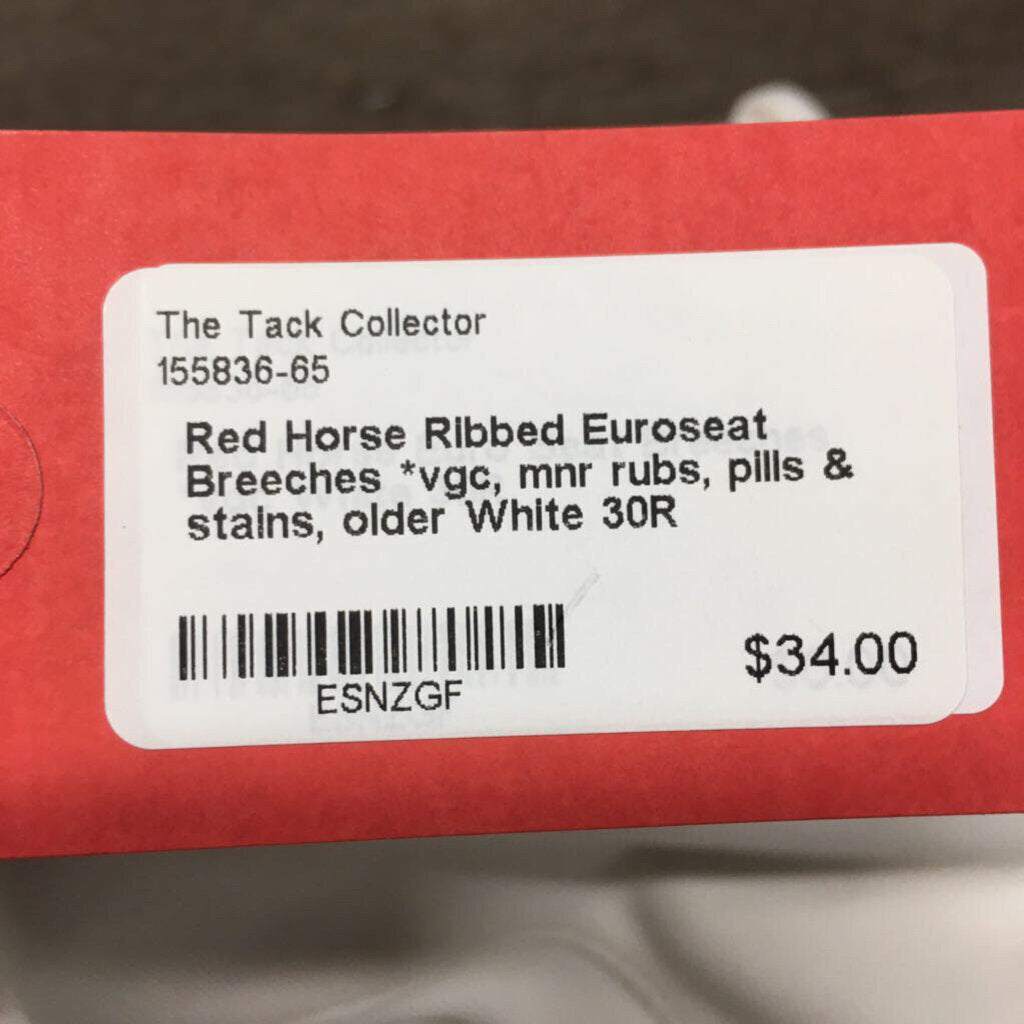 The Tack Collector
155836-65
Red Horse Ribbed Euroseat
Breeches *vgc, mnr rubs, pills &
stains, older White 30R
ESNZGF
$34.00